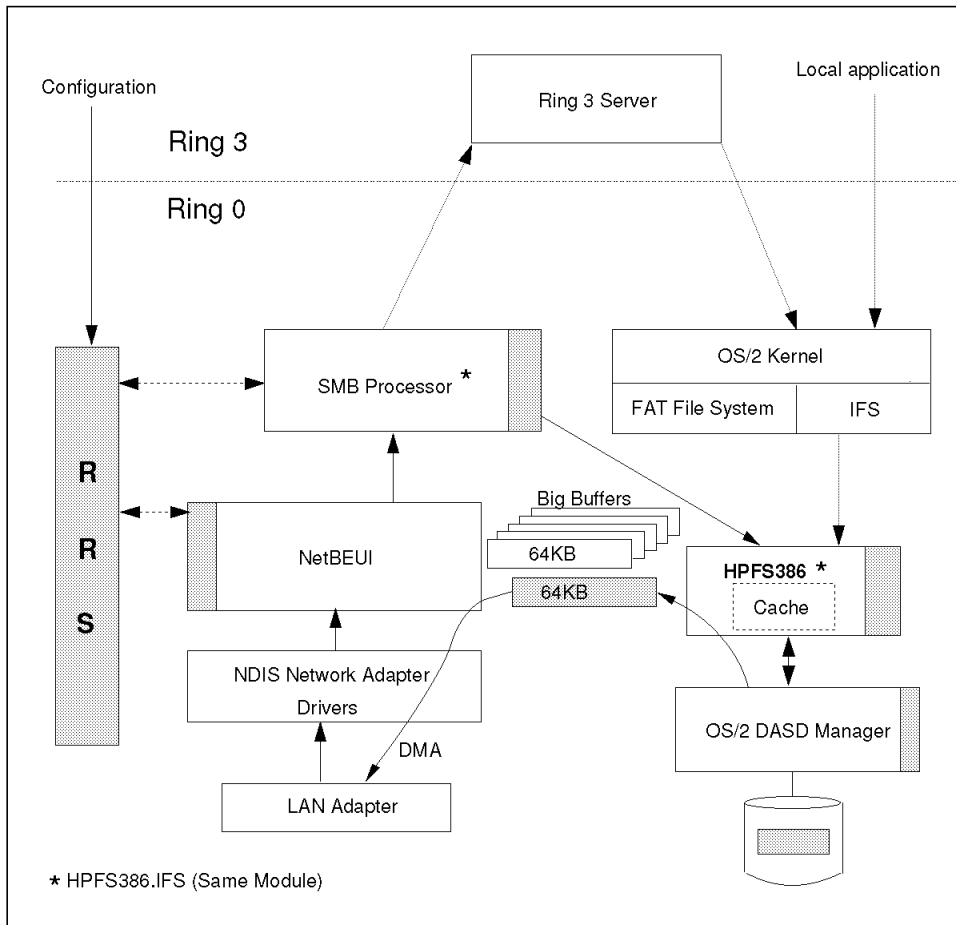 Local application
Configuration
Ring 3 Server
Ring 3
Ring 0
OS/2 Kernel
SMB Processor *
FAT File System
IFS
R
R
S
Big Buffers
NetBEUI
64KB
HPFS386 *
64KB
Cache
NDIS Network Adapter
Drivers
OS/2 DASD Manager
DMA
LAN Adapter
* HPFS386.IFS (Same Module)